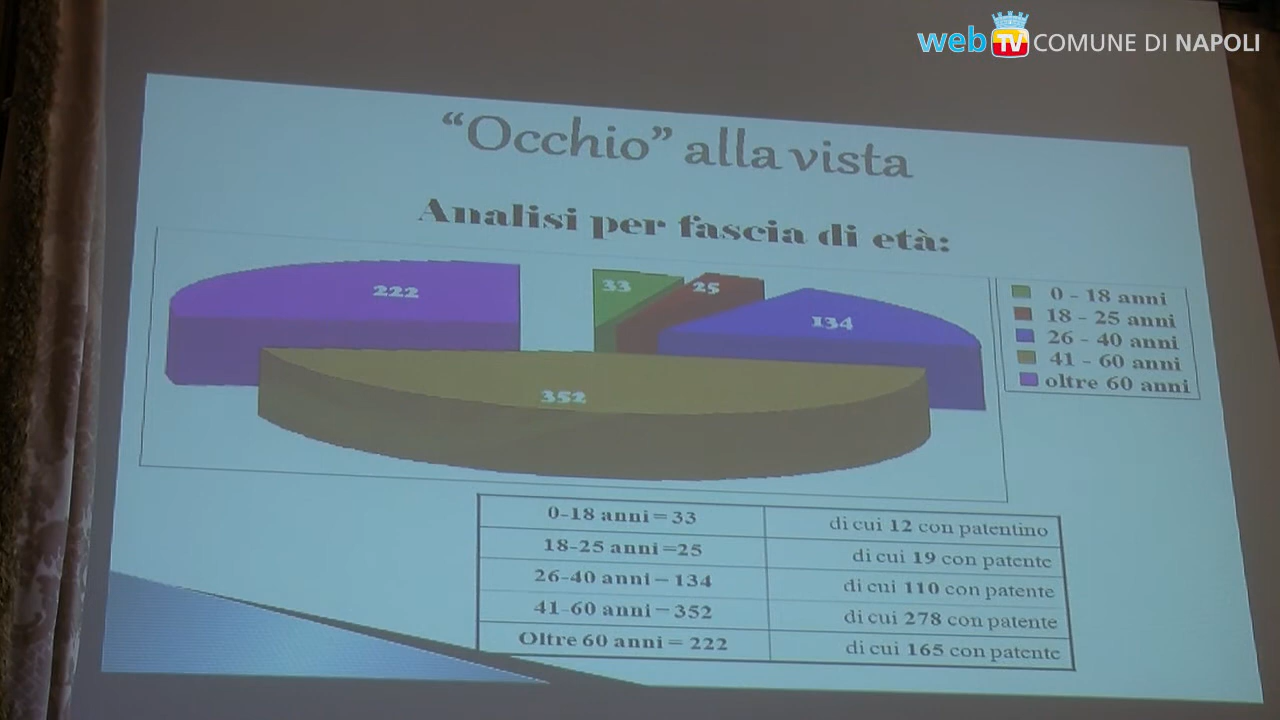 web TV COMUNE DI NAPOLI
“Occhio” alla vista
Analisi per fascia di età:
222
33
25
134
352
0 - 18 anni
18 - 25 anni
26 - 40 anni
41 - 60 anni
oltre 60 anni
0-18 anni = 33 di cui 12 con patentino
18-25 anni =25 di cui 19 con patente
26-40 anni = 134 di cui 110 con patente
41-60 anni = 352 di cui 278 con patente
Oltre 60 anni = 222 di cui 165 con patente